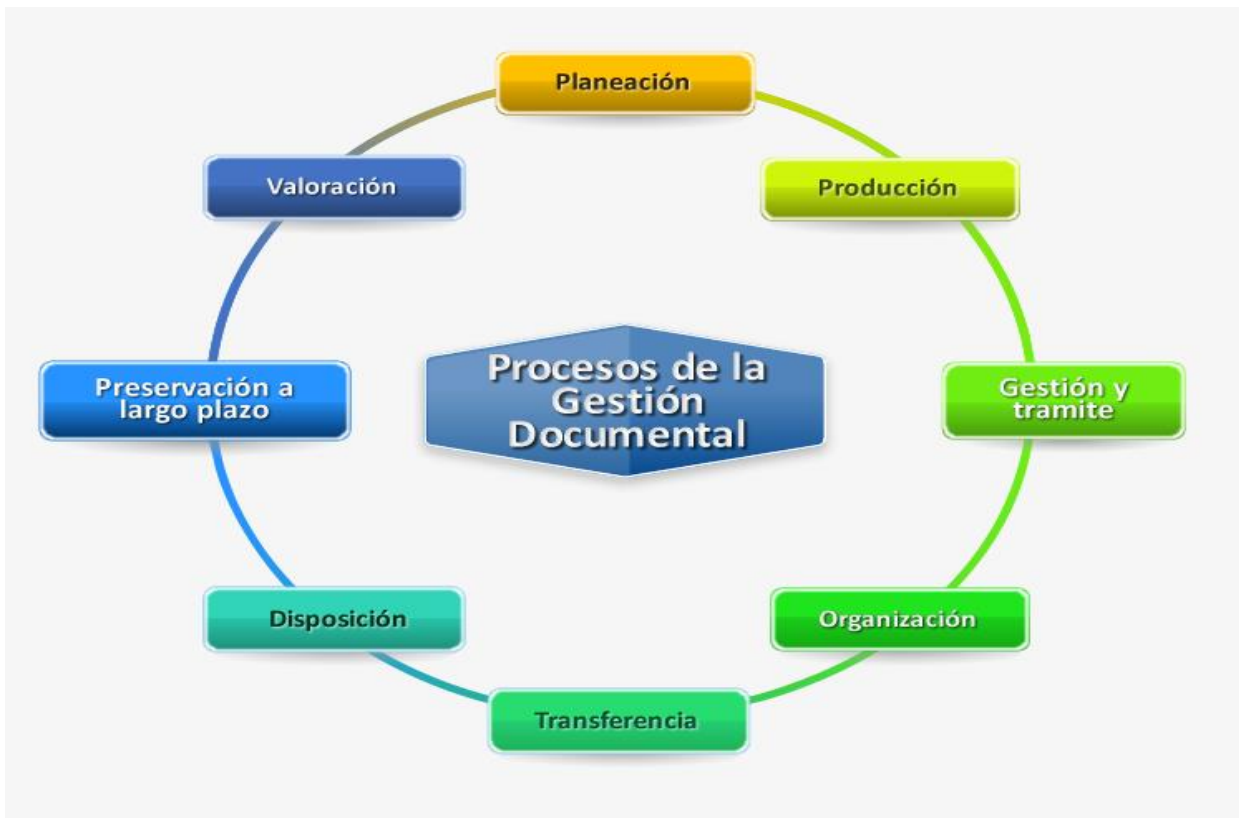 Planeación
Producción
Gestión y
tramite
Organización
Transferencia
Disposición
Preservación a
largo plazo
Valoración
Procesos de la
Gestión
Documental